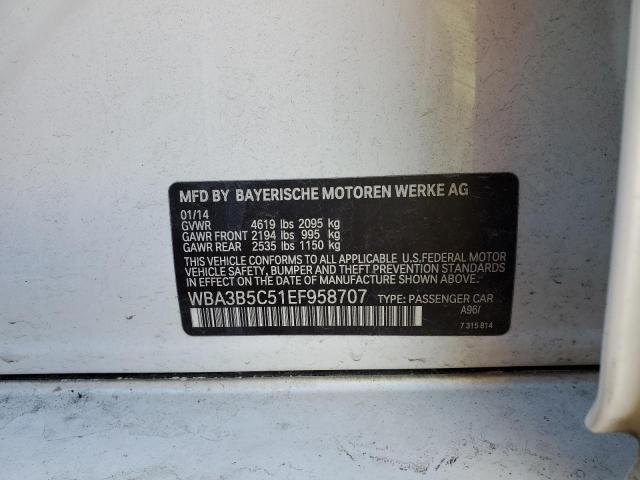 MFD BY BAYERISCHE MOTOREN WERKE AG
01/14
GVWR 4619 lbs 2095 kg
GAWR FRONT 2194 lbs 995 kg
GAWR REAR 2535 lbs 1150 kg
THIS VEHICLE CONFORMS TO ALL APPLICABLE U.S.FEDERAL MOTOR
VEHICLE SAFETY, BUMPER AND THEFT PREVENTION STANDARDS
IN EFFECT ON DATE OF MANUFACTURE SHOWN ABOVE.
WBA3B5C51EF958707 TYPE: PASSENGER CAR
A96/
7 315 814